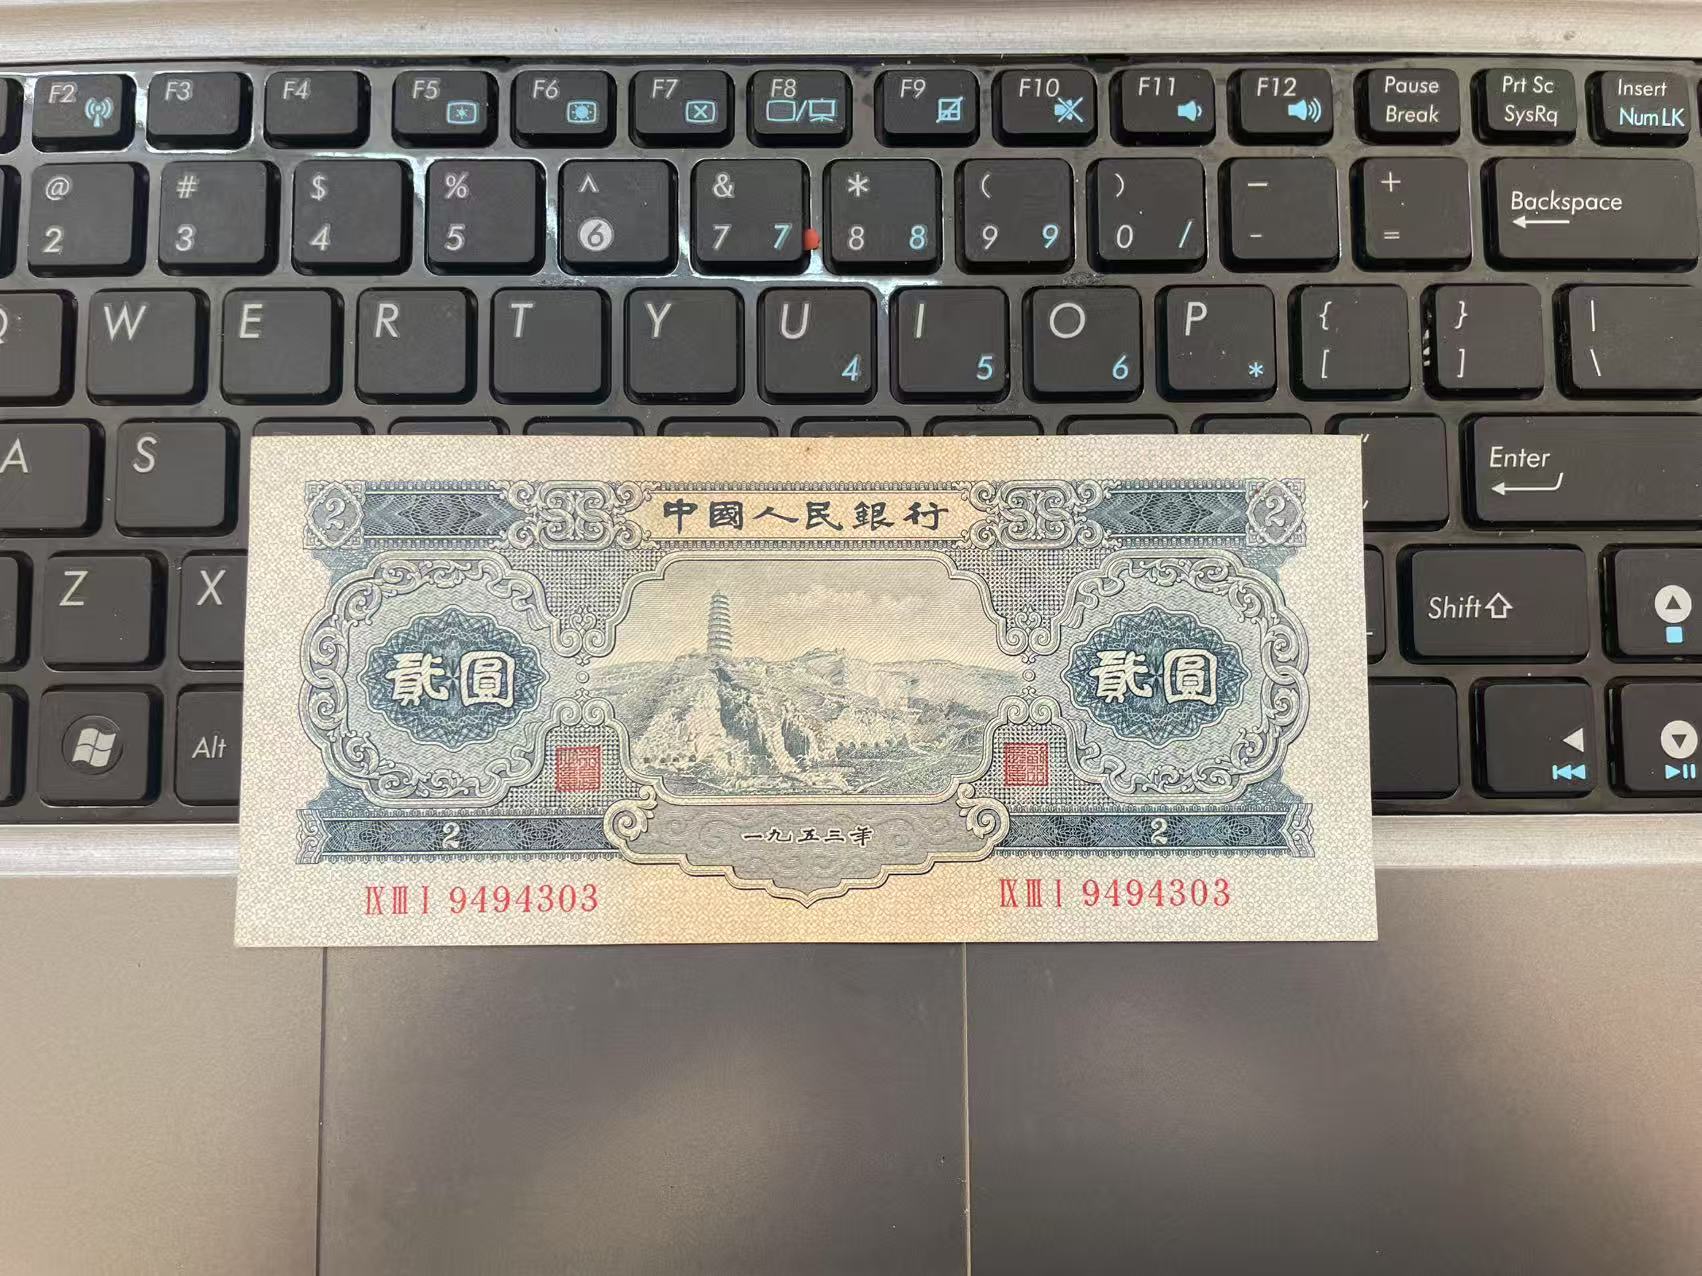 F2 F3 F4 F5 F6 F7 F8 F9 F10 F11 F12 Pause Break Prt Sc SysRq Insert Num LK
@ 2 # 3 $ 4 % 5 ^ 6 & 7 7 * 8 8 ( 9 9 ) 0 / — - + = Backspace
W E R T Y U 4 I 5 O 6 P * { [ } ] | \
A S Enter
Z X Shift
Alt
2 中國人民銀行 2
貳圓 貳圓
2 一九五三年 2
ⅨⅢⅠ 9494303 ⅨⅢⅠ 9494303